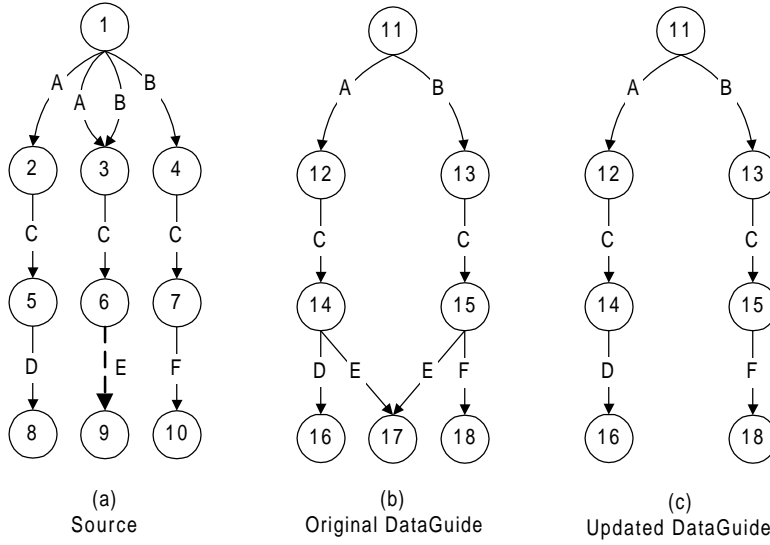 1
11
11
A
A
B
B
A
B
A
B
2
3
4
12
13
12
13
C
C
C
C
C
C
C
5
6
7
14
15
14
15
D
E
F
D
E
E
F
D
F
8
9
10
16
17
18
16
18
(a)
Source
(b)
Original DataGuide
(c)
Updated DataGuide